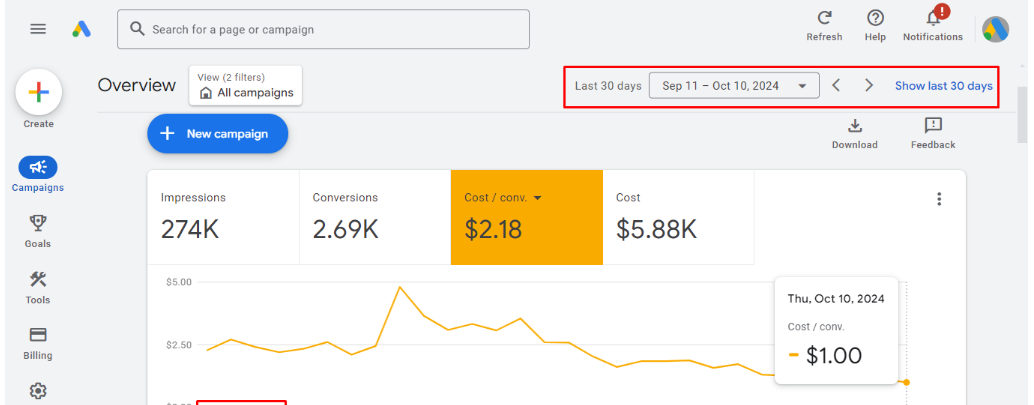 Search for a page or campaign
Refresh
Help
Notifications
Create
Campaigns
Goals
Tools
Billing
Overview
View (2 filters)
All campaigns
Last 30 days
Sep 11 – Oct 10, 2024
Show last 30 days
New campaign
Download
Feedback
Impressions
274K
Conversions
2.69K
Cost / conv.
$2.18
Cost
$5.88K
$5.00
$2.50
Thu, Oct 10, 2024
Cost / conv.
$1.00